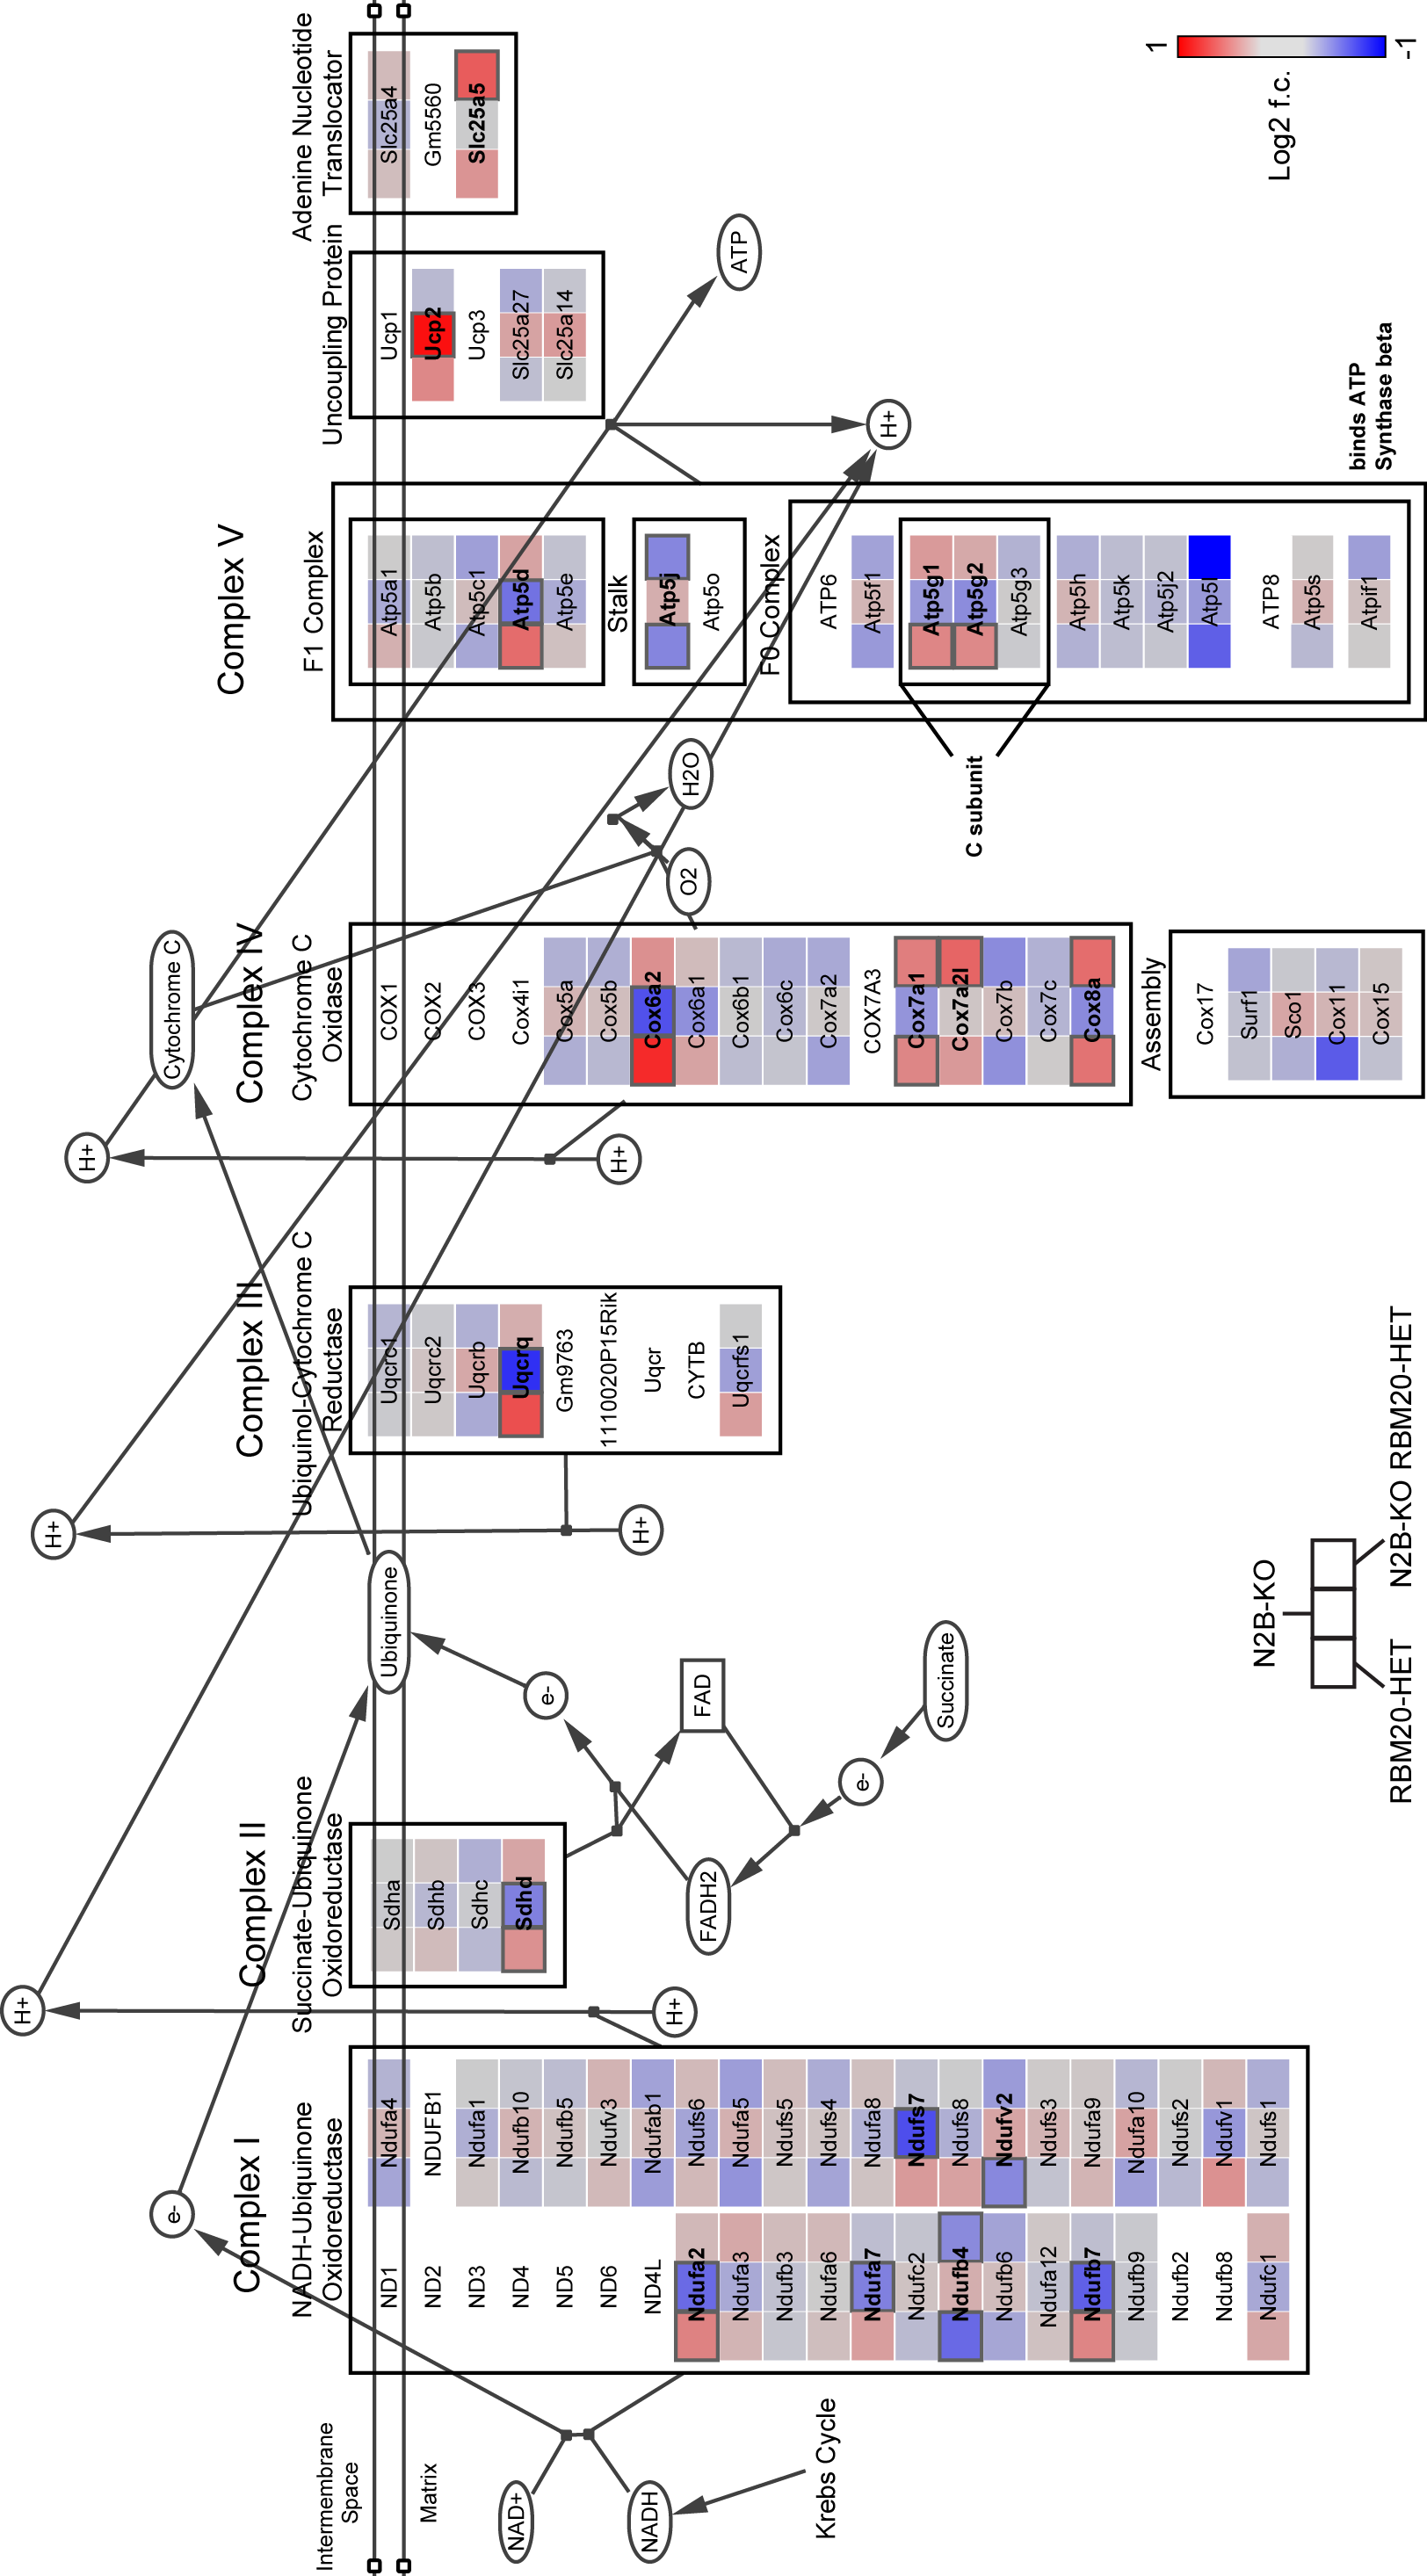 Intermembrane
Space
Matrix
NAD+
NADH
Krebs Cycle
e-
H+
H+
Complex I
NADH-Ubiquinone
Oxidoreductase
ND1
ND2
ND3
ND4
ND5
ND6
ND4L
Ndufa2
Ndufa3
Ndufb3
Ndufa6
Ndufa7
Ndufc2
Ndufb4
Ndufb6
Ndufa12
Ndufb7
Ndufb9
Ndufb2
Ndufb8
Ndufc1
Ndufa4
NDUFB1
Ndufa1
Ndufb10
Ndufb5
Ndufv3
Ndufab1
Ndufs6
Ndufa5
Ndufs5
Ndufs4
Ndufa8
Ndufs7
Ndufs8
Ndufv2
Ndufs3
Ndufa9
Ndufa10
Ndufs2
Ndufv1
Ndufs1
Complex II
Succinate-Ubiquinone
Oxidoreductase
Sdha
Sdhb
Sdhc
Sdhd
FADH2
FAD
e-
e-
Succinate
Ubiquinone
H+
H+
Complex III
Ubiquinol-Cytochrome C
Reductase
Uqcrc1
Uqcrc2
Uqcrb
Uqcrq
Gm9763
1110020P15Rik
Uqcr
CYTB
Uqcrfs1
H+
H+
Cytochrome C
Complex IV
Cytochrome C
Oxidase
COX1
COX2
COX3
Cox4i1
Cox5a
Cox5b
Cox6a2
Cox6a1
Cox6b1
Cox6c
Cox7a2
COX7A3
Cox7a1
Cox7a2l
Cox7b
Cox7c
Cox8a
Assembly
Cox17
Surf1
Sco1
Cox11
Cox15
O2
H2O
Complex V
F1 Complex
Atp5a1
Atp5b
Atp5c1
Atp5d
Atp5e
Stalk
Atp5j
Atp5o
F0 Complex
ATP6
Atp5f1
Atp5g1
Atp5g2
Atp5g3
Atp5h
Atp5k
Atp5j2
Atp5l
ATP8
Atp5s
Atpif1
C subunit
binds ATP
Synthase beta
H+
ATP
Uncoupling Protein
Ucp1
Ucp2
Ucp3
Slc25a27
Slc25a14
Adenine Nucleotide
Translocator
Slc25a4
Gm5560
Slc25a5
N2B-KO
RBM20-HET
N2B-KO RBM20-HET
Log2 f.c.
1
-1